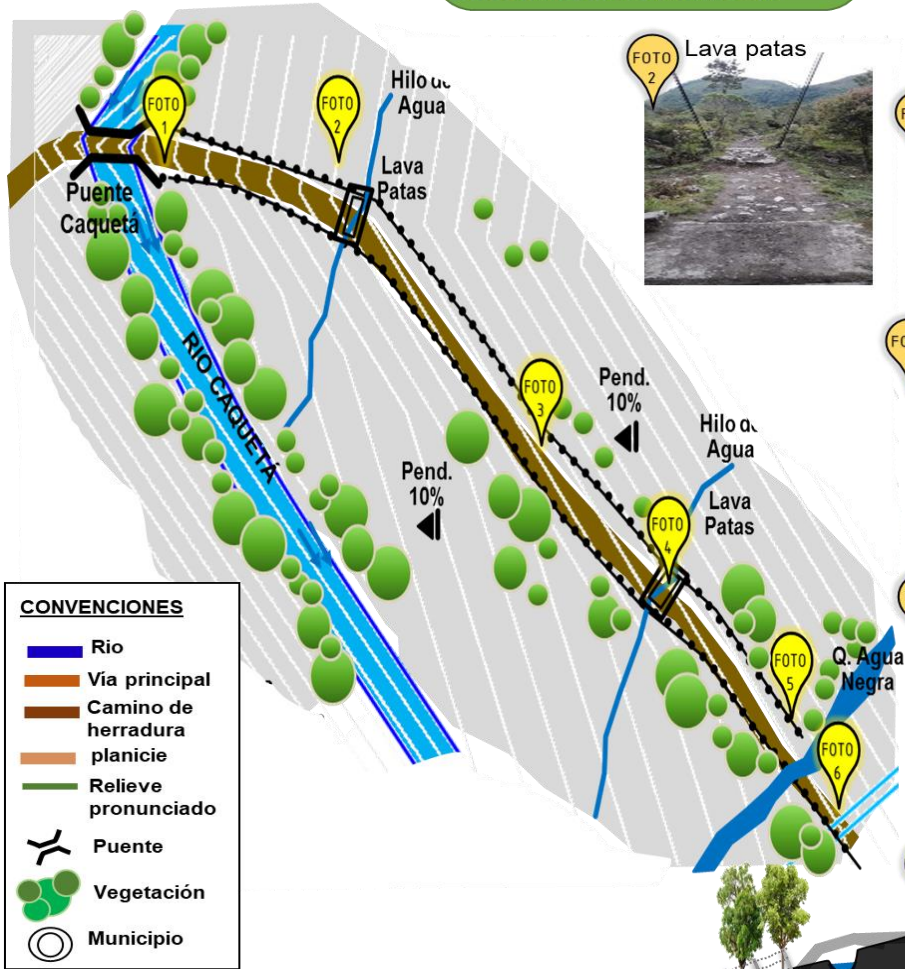 FOTO
2
Lava patas
Hilo de
Agua
FOTO
1
FOTO
2
Lava
Patas
Puente
Caquetá
RIO CAQUETÁ
FOTO
3
Pend.
10%
Hilo de
Agua
Pend.
10%
Lava
Patas
FOTO
4
FOTO
5
Q. Agua
Negra
FOTO
6
CONVENCIONES
Rio
Vía principal
Camino de
herradura
planicie
Relieve
pronunciado
Puente
Vegetación
Municipio